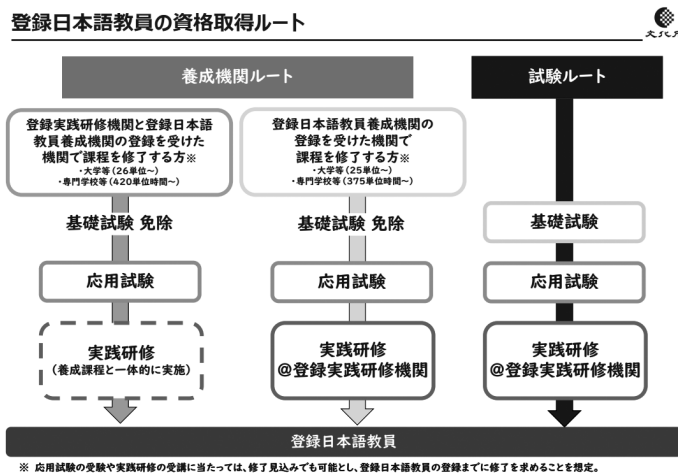 登録日本語教員の資格取得ルート
養成機関ルート
試験ルート
登録実践研修機関と登録日本語
教員養成機関の登録を受けた
機関で課程を修了する方※
・大学等(26単位~)
・専門学校等(420単位時間~)
登録日本語教員養成機関の
登録を受けた機関で
課程を修了する方※
・大学等(25単位~)
・専門学校等(375単位時間~)
基礎試験 免除
基礎試験 免除
基礎試験
応用試験
応用試験
応用試験
実践研修
(養成課程と一体的に実施)
実践研修
@登録実践研修機関
実践研修
@登録実践研修機関
登録日本語教員
※ 応用試験の受験や実践研修の受講に当たっては、修了見込みでも可能とし、登録日本語教員の登録までに修了を求めることを想定。